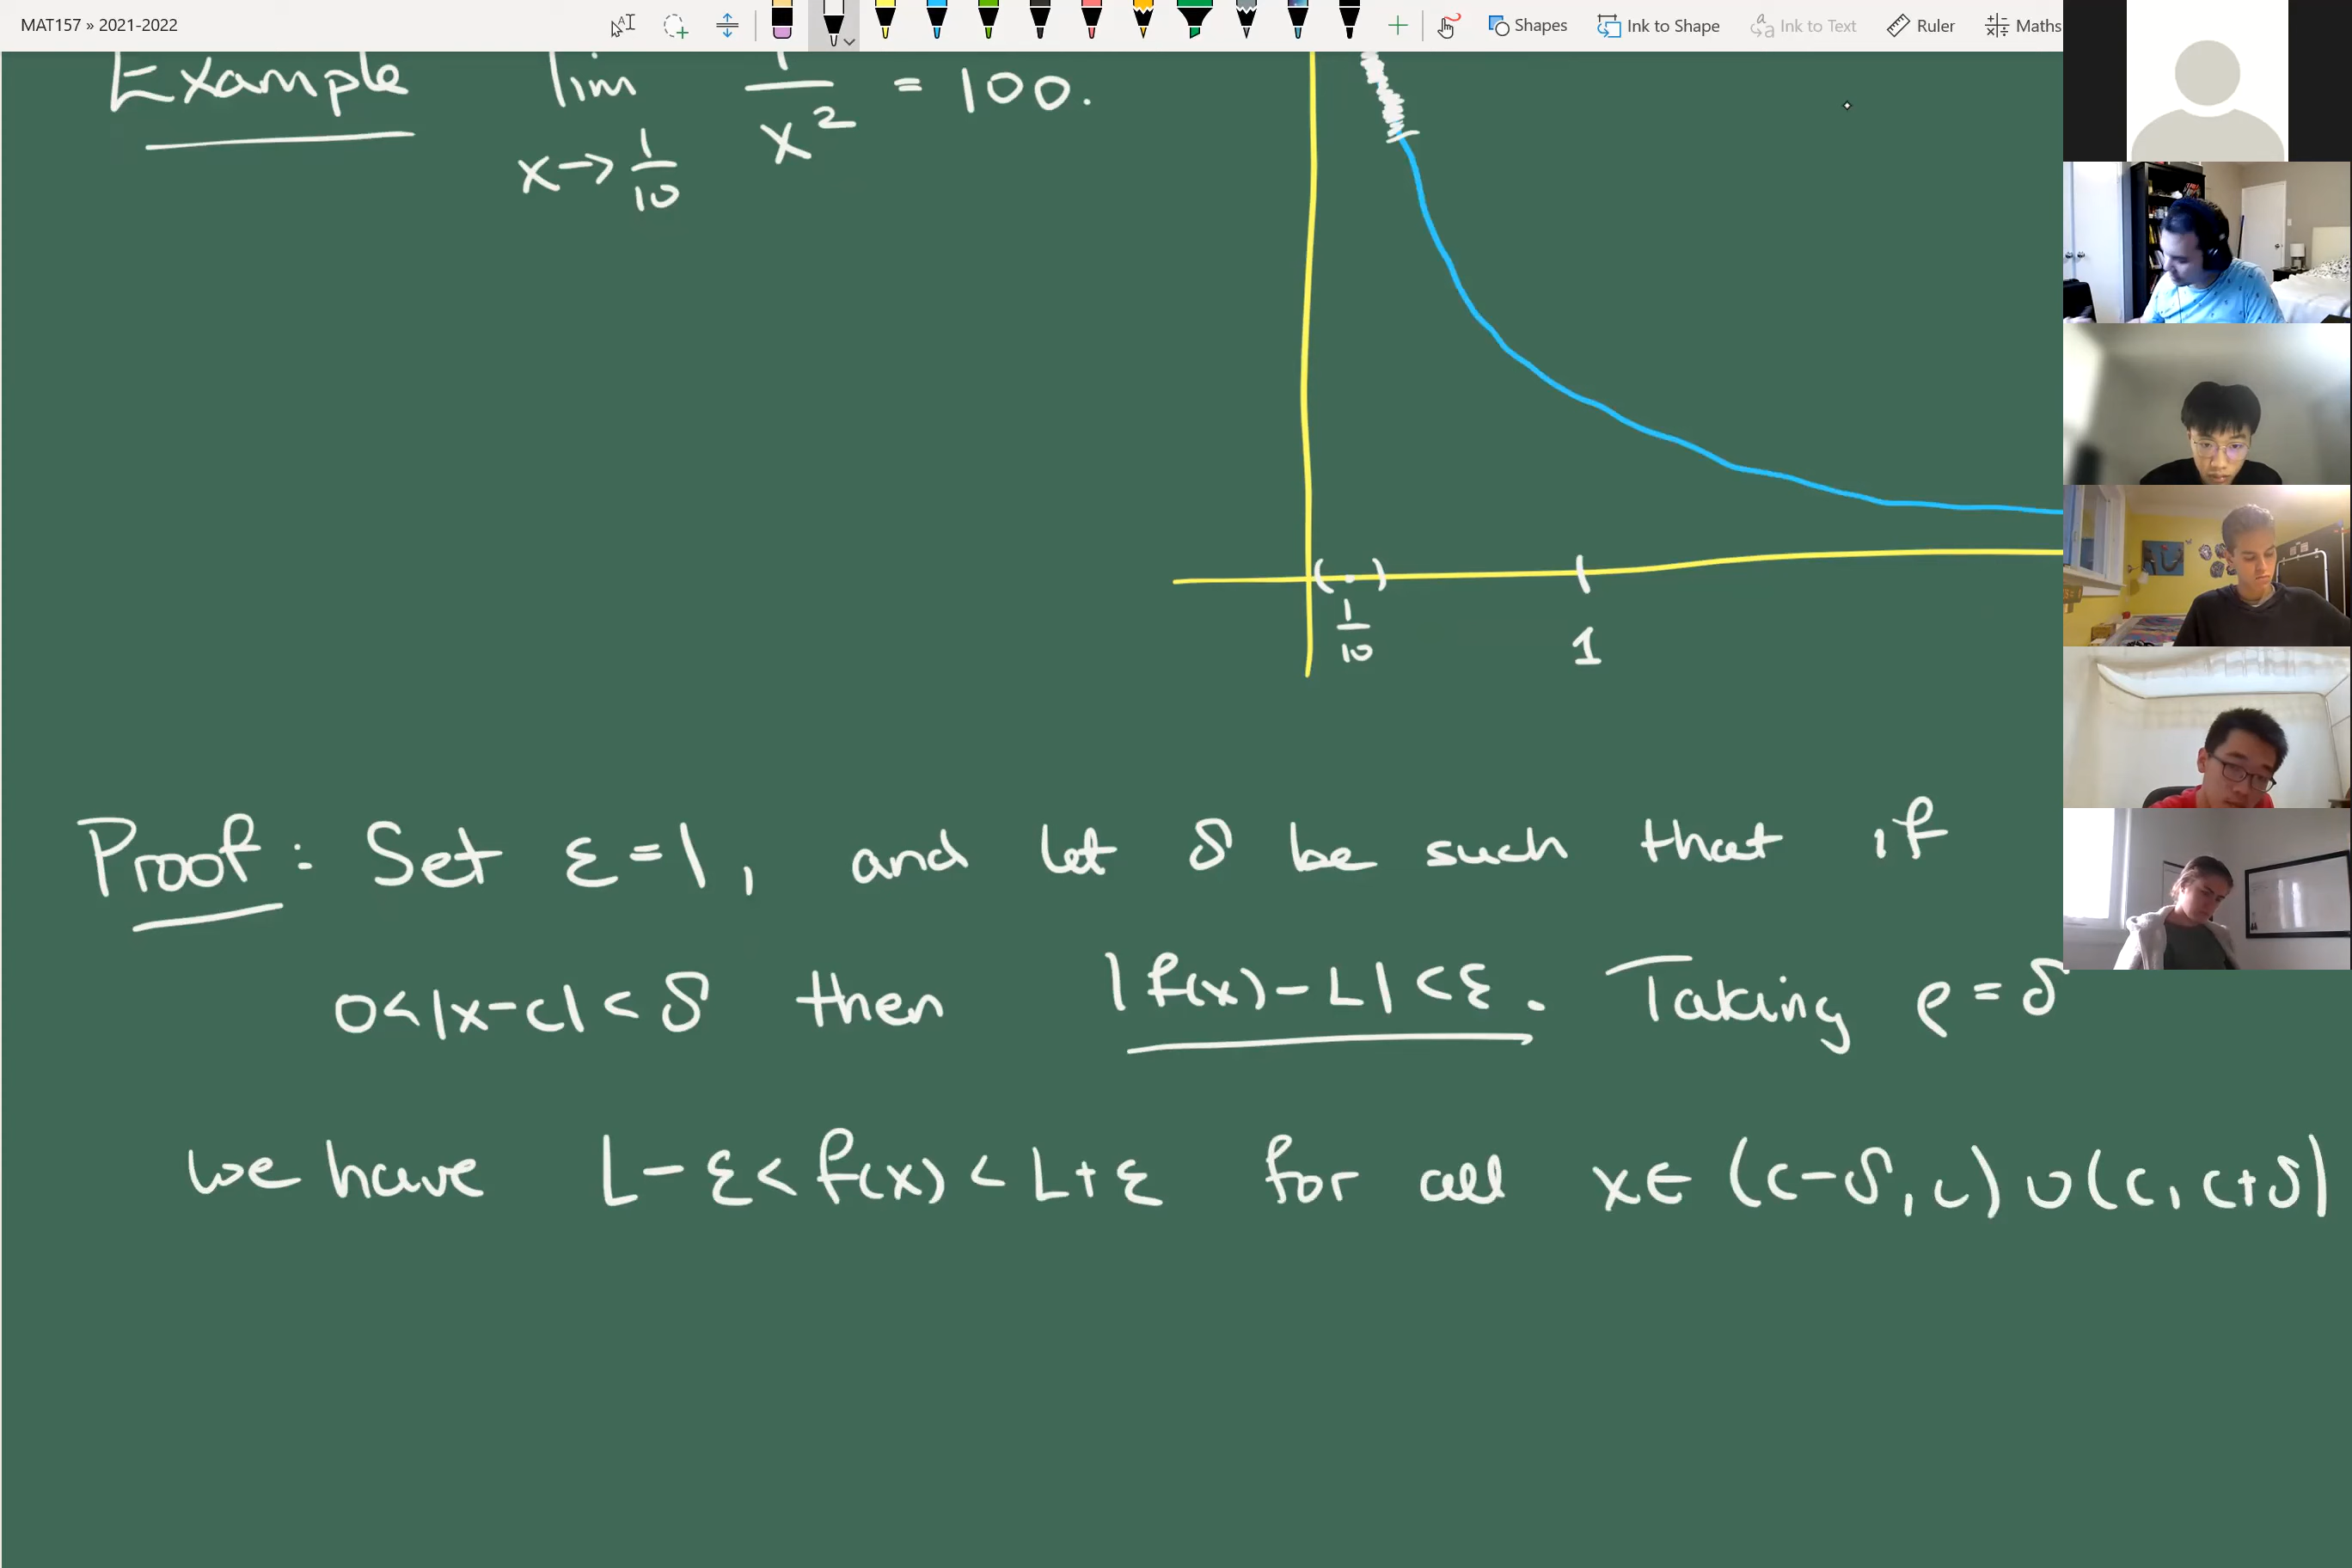 MAT157 » 2021-2022
Shapes Ink to Shape Ink to Text Ruler Maths
Example lim x→1/10 1/x² = 100.
1/10 1
Proof: Set ε=1, and let δ be such that if
0<|x-c|<δ then |f(x)-L|<ε. Taking ρ=δ
we have L-ε<f(x)<L+ε for all x∈(c-δ,c)∪(c,c+δ)